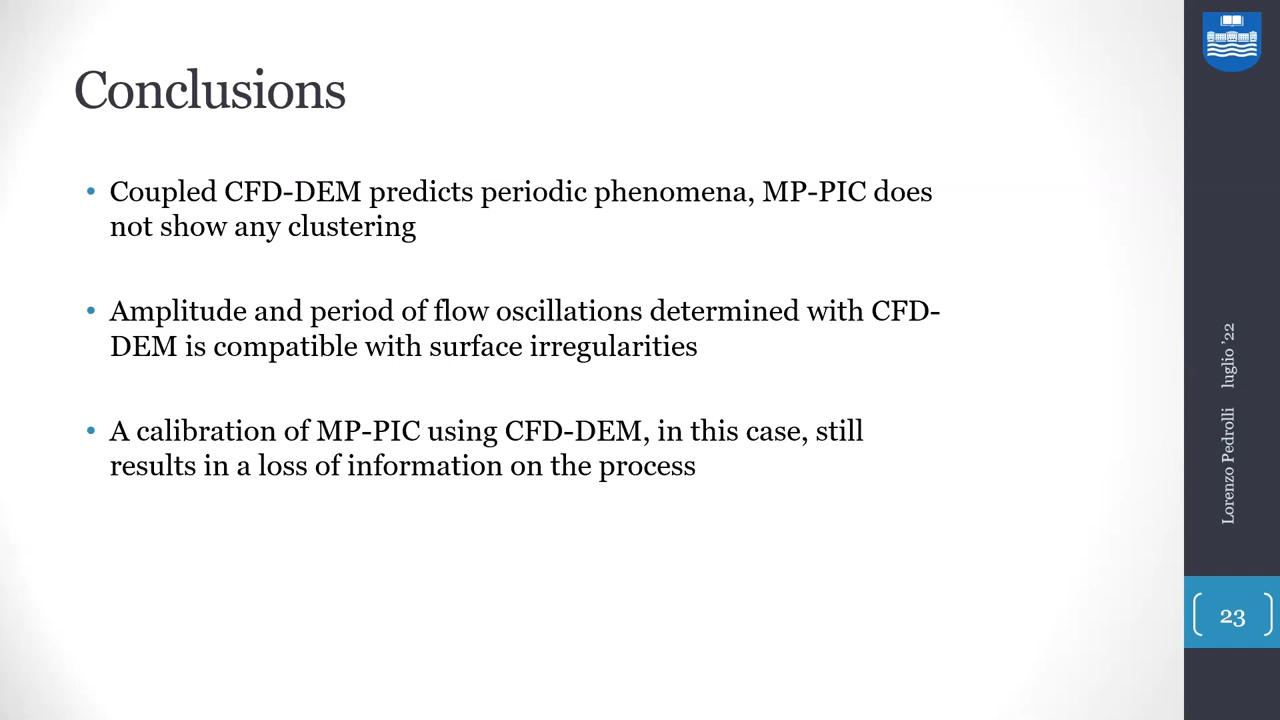 Conclusions
• Coupled CFD-DEM predicts periodic phenomena, MP-PIC does
not show any clustering
• Amplitude and period of flow oscillations determined with CFD-
DEM is compatible with surface irregularities
• A calibration of MP-PIC using CFD-DEM, in this case, still
results in a loss of information on the process
Lorenzo Pedrolli luglio '22
23